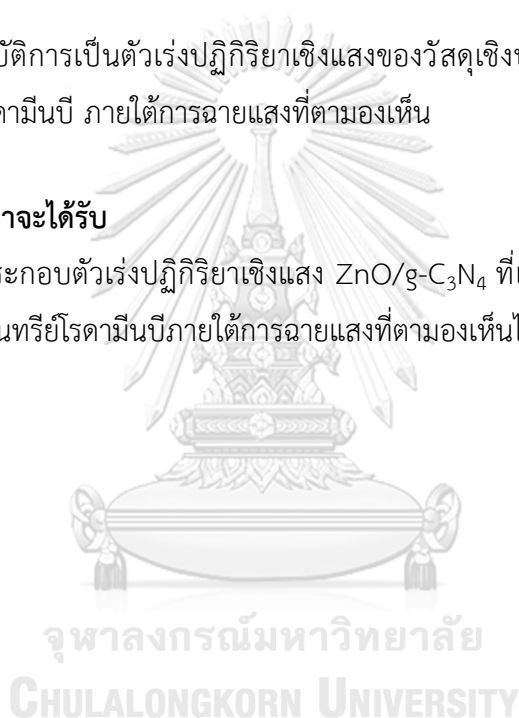 บัติการเป็นตัวเร่งปฏิกิริยาเชิงแสงของวัสดุเชิง
ดามีนบี ภายใต้การฉายแสงที่ตามองเห็น
าจะได้รับ
ระกอบตัวเร่งปฏิกิริยาเชิงแสง ZnO/g-C₃N₄ ที่
นทรีย์โรดามีนบีภายใต้การฉายแสงที่ตามองเห็น
จุฬาลงกรณ์มหาวิทยาลัย
CHULALONGKORN UNIVERSITY